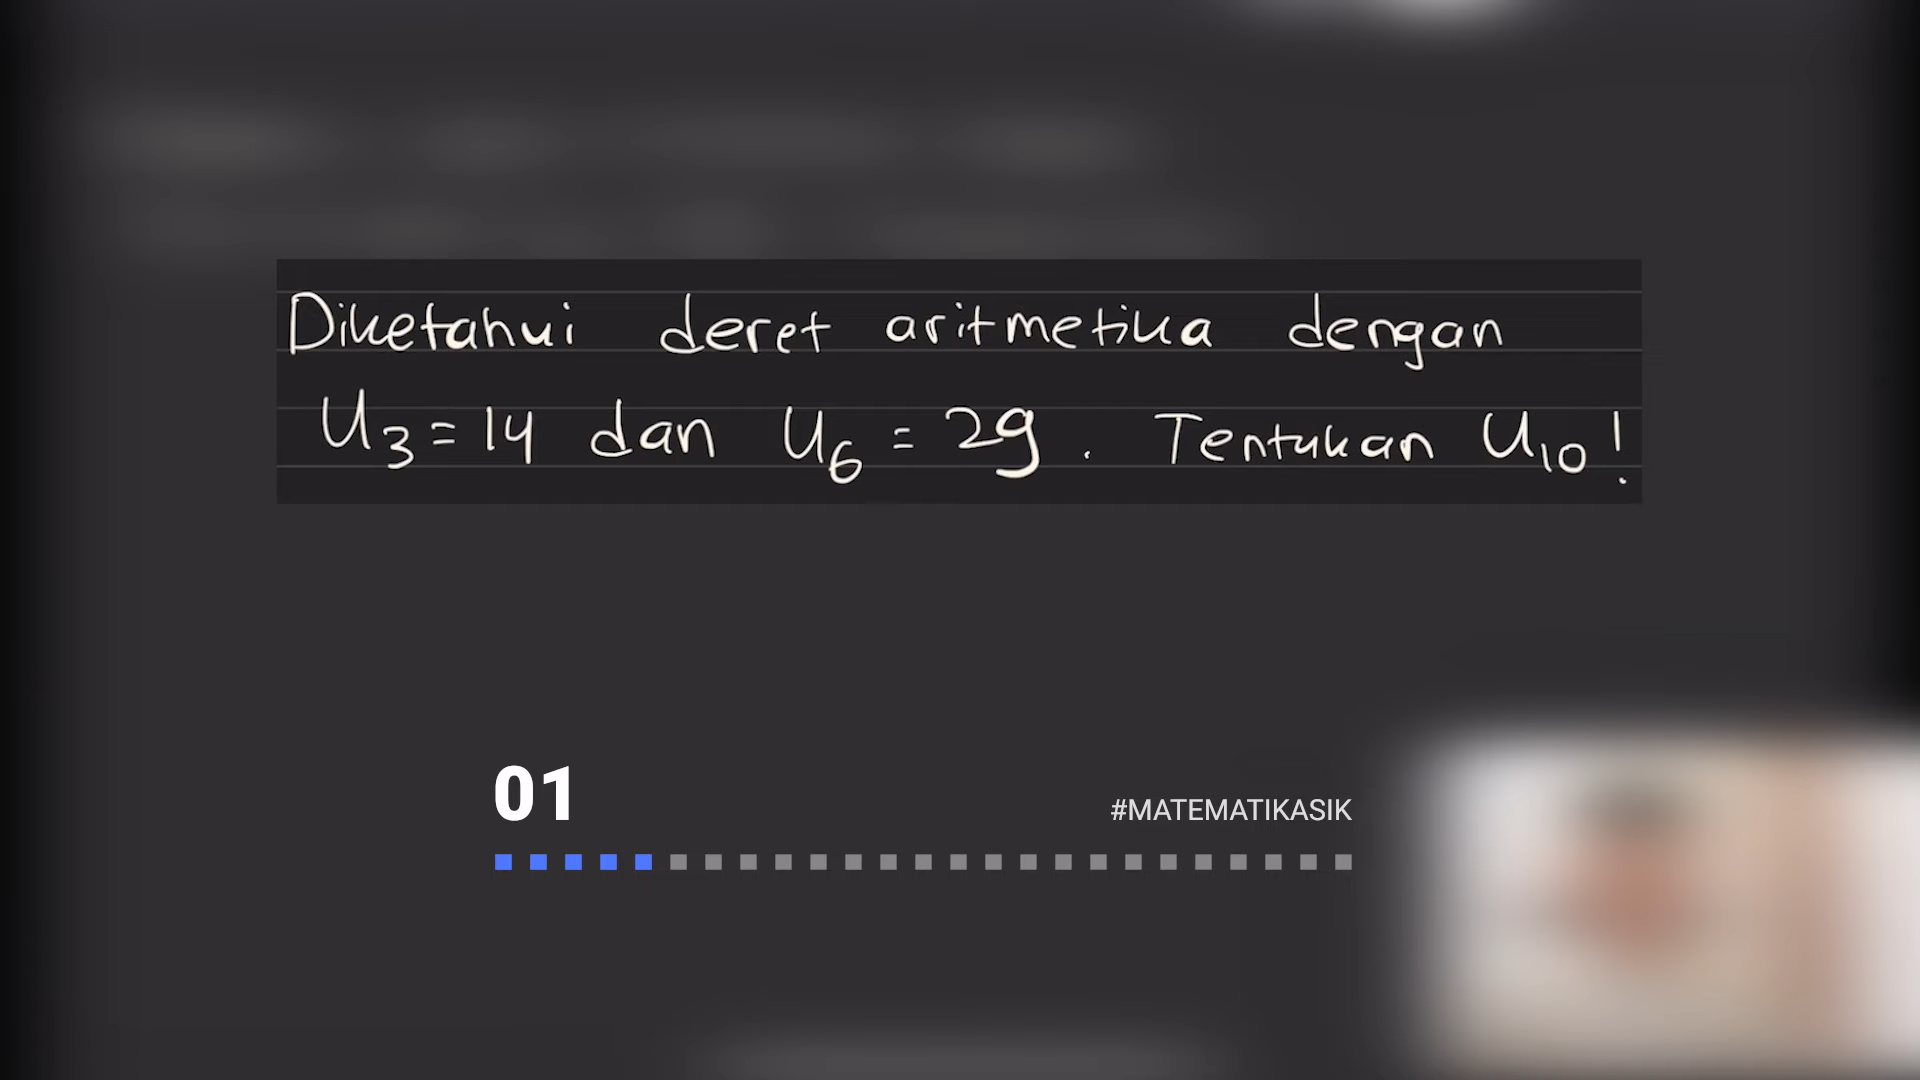 Diketahui deret aritmetika dengan
U₃ = 14 dan U₆ = 29. Tentukan U₁₀!
01
#MATEMATIKASIK